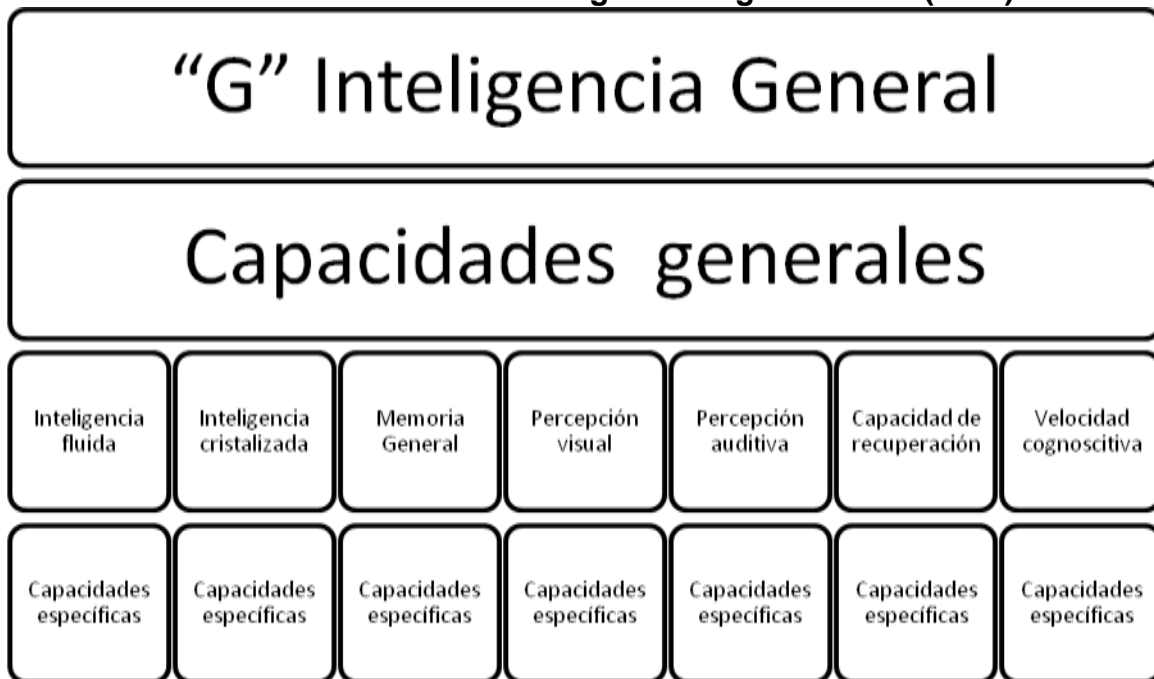 “G” Inteligencia General
Capacidades generales
Inteligencia
fluida
Inteligencia
cristalizada
Memoria
General
Percepción
visual
Percepción
auditiva
Capacidad de
recuperación
Velocidad
cognoscitiva
Capacidades
específicas
Capacidades
específicas
Capacidades
específicas
Capacidades
específicas
Capacidades
específicas
Capacidades
específicas
Capacidades
específicas